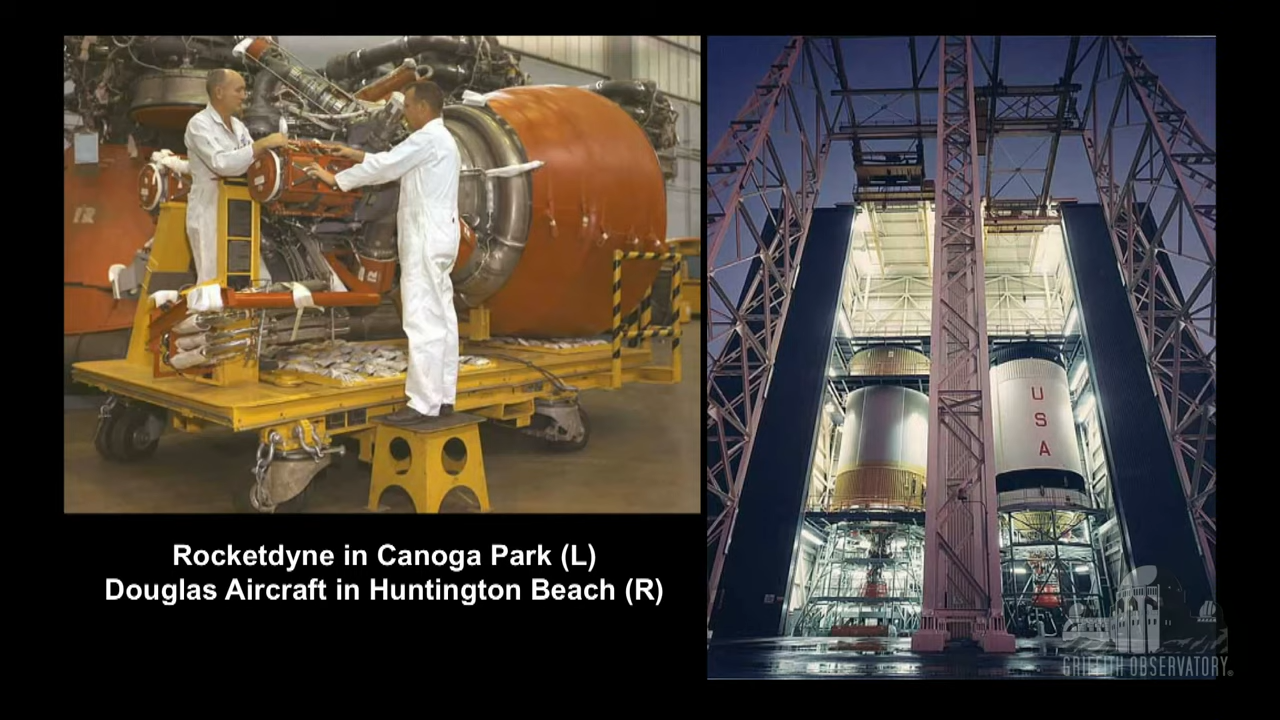 Rocketdyne in Canoga Park (L)
Douglas Aircraft in Huntington Beach (R)
USA
GRIFFITH OBSERVATORY®